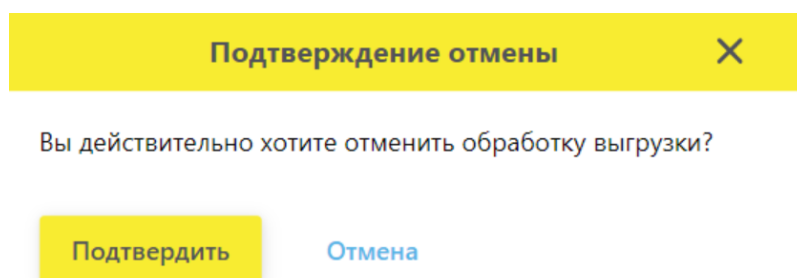 Подтверждение отмены
Вы действительно хотите отменить обработку выгрузки?
Подтвердить Отмена